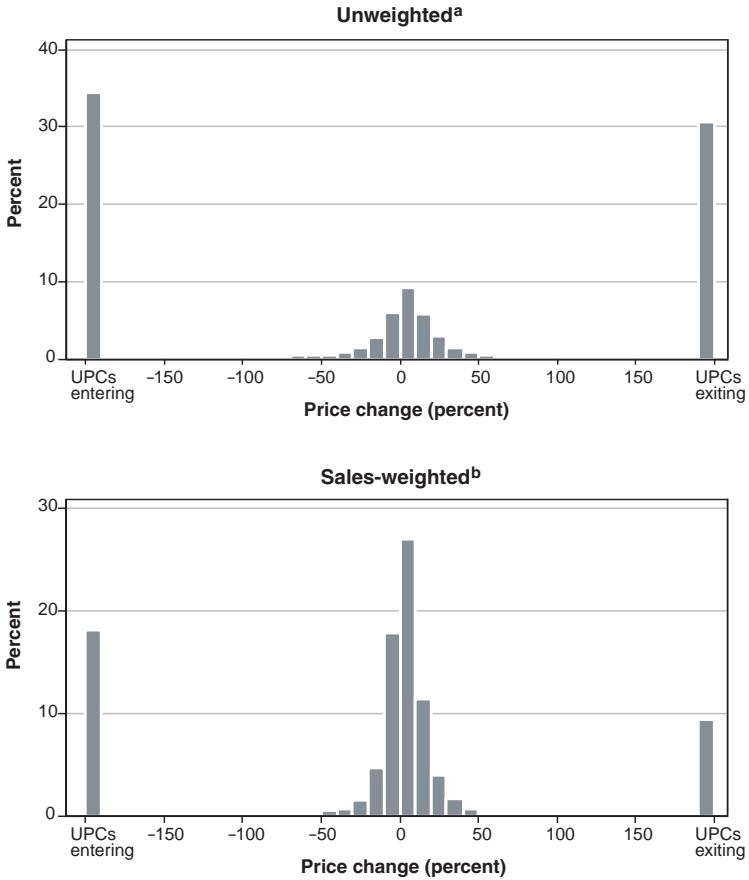 Unweightedᵃ
40
30
20
10
0
Percent
UPCs entering –150 –100 –50 0 50 100 150 UPCs exiting
Price change (percent)
Sales-weightedᵇ
30
20
10
0
Percent
UPCs entering –150 –100 –50 0 50 100 150 UPCs exiting
Price change (percent)